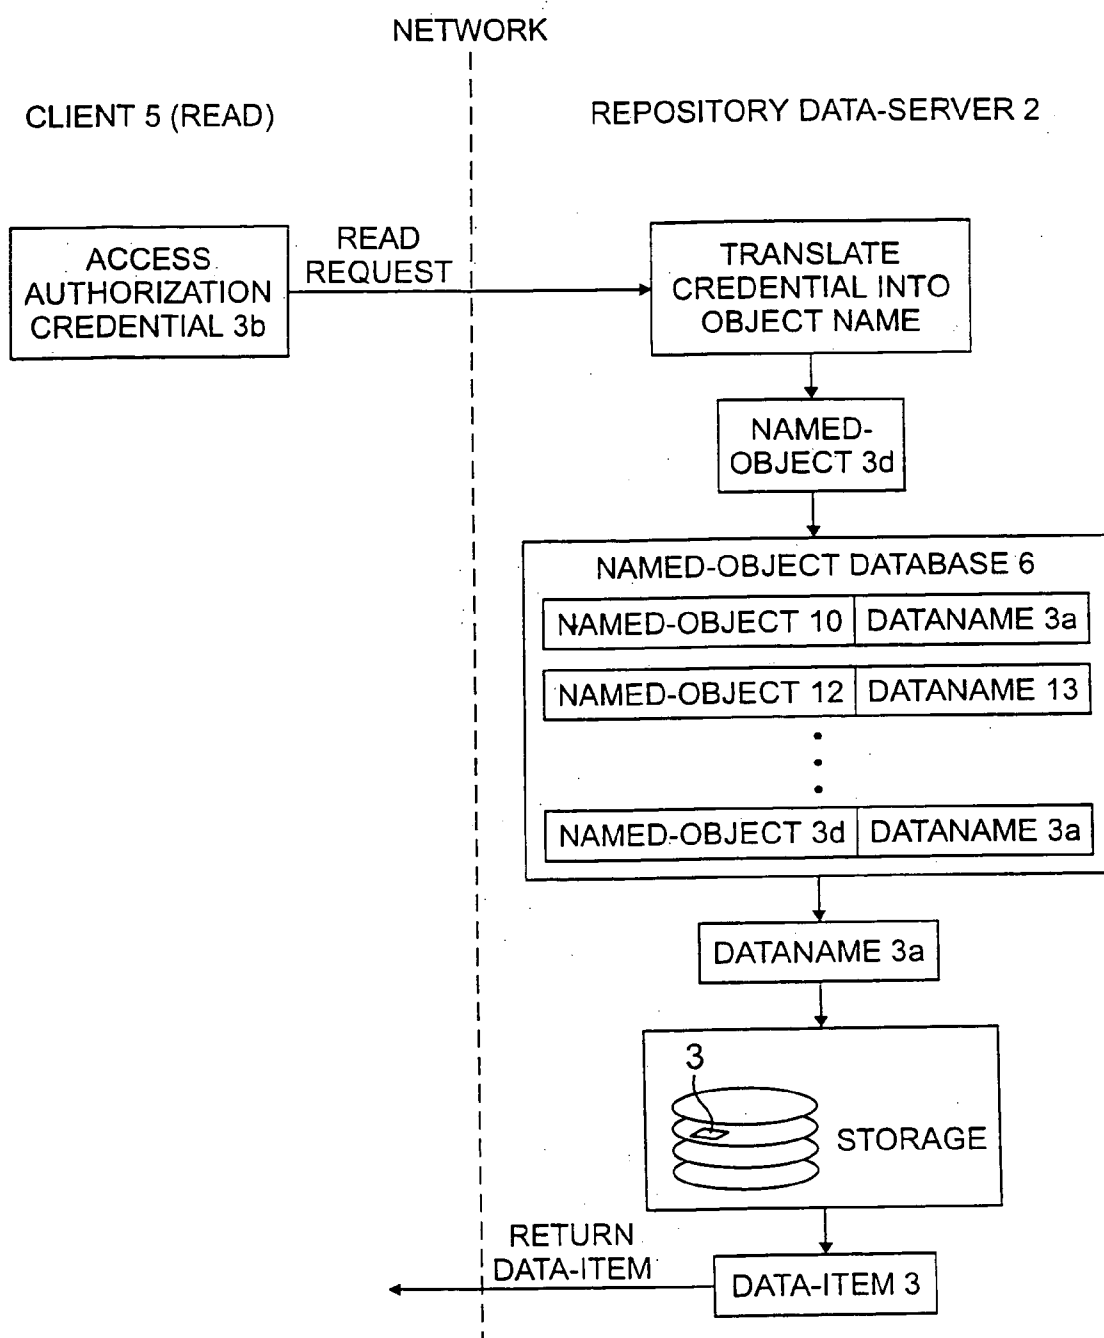 NETWORK
CLIENT 5 (READ)
REPOSITORY DATA-SERVER 2
ACCESS
AUTHORIZATION
CREDENTIAL 3b
READ
REQUEST
TRANSLATE
CREDENTIAL INTO
OBJECT NAME
NAMED-
OBJECT 3d
NAMED-OBJECT DATABASE 6
NAMED-OBJECT 10 DATANAME 3a
NAMED-OBJECT 12 DATANAME 13
NAMED-OBJECT 3d DATANAME 3a
DATANAME 3a
3
STORAGE
RETURN
DATA-ITEM
DATA-ITEM 3